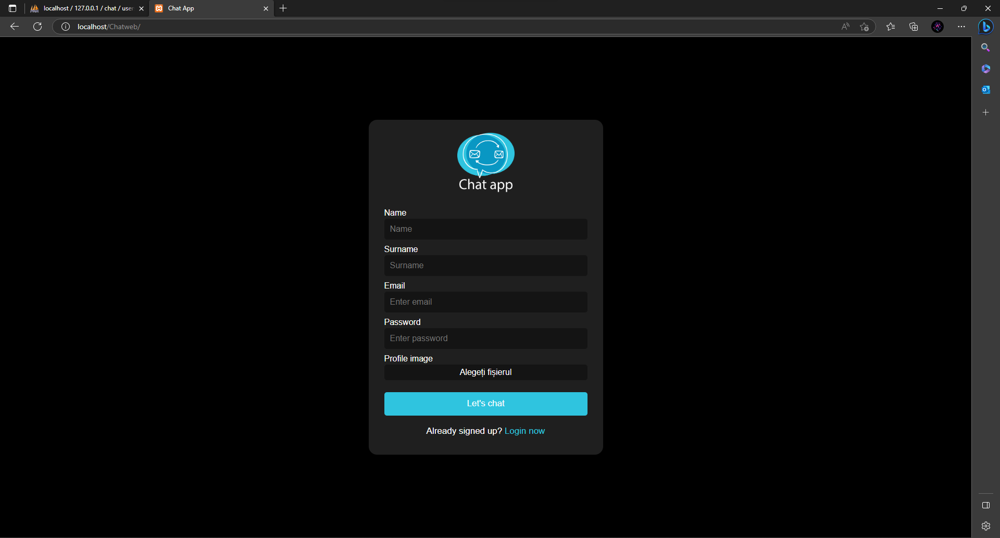 localhost / 127.0.0.1 / chat / user
Chat App
localhost/Chatweb/
Chat app
Name
Name
Surname
Surname
Email
Enter email
Password
Enter password
Profile image
Alegeți fișierul
Let's chat
Already signed up? Login now